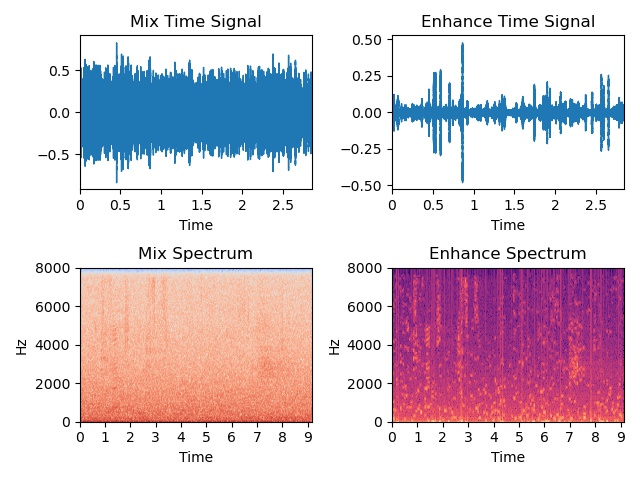 Mix Time Signal
0.5
0.0
−0.5
0 0.5 1 1.5 2 2.5
Time
Enhance Time Signal
0.50
0.25
0.00
−0.25
−0.50
0 0.5 1 1.5 2 2.5
Time
Mix Spectrum
8000
6000
4000
2000
0
Hz
0 1 2 3 4 5 6 7 8 9
Time
Enhance Spectrum
8000
6000
4000
2000
0
Hz
0 1 2 3 4 5 6 7 8 9
Time